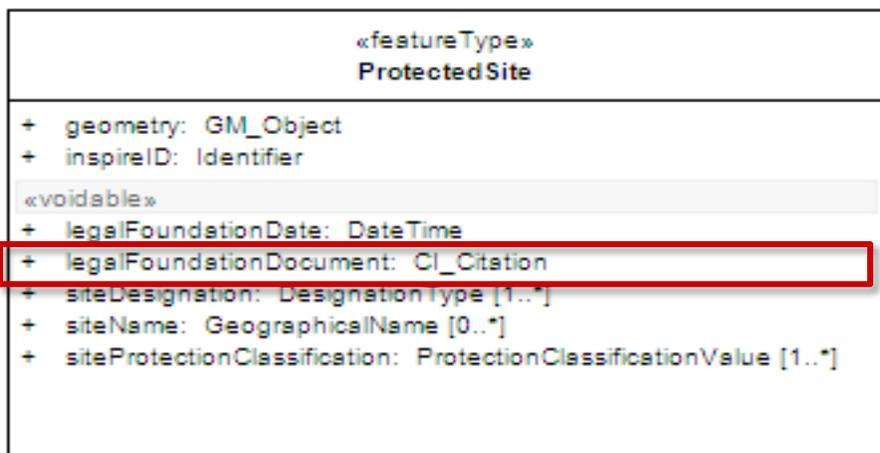 «featureType»
ProtectedSite
+ geometry: GM_Object
+ inspireID: Identifier
«voidable»
+ legalFoundationDate: DateTime
+ legalFoundationDocument: CI_Citation
+ siteDesignation: DesignationType [1..*]
+ siteName: GeographicalName [0..*]
+ siteProtectionClassification: ProtectionClassificationValue [1..*]